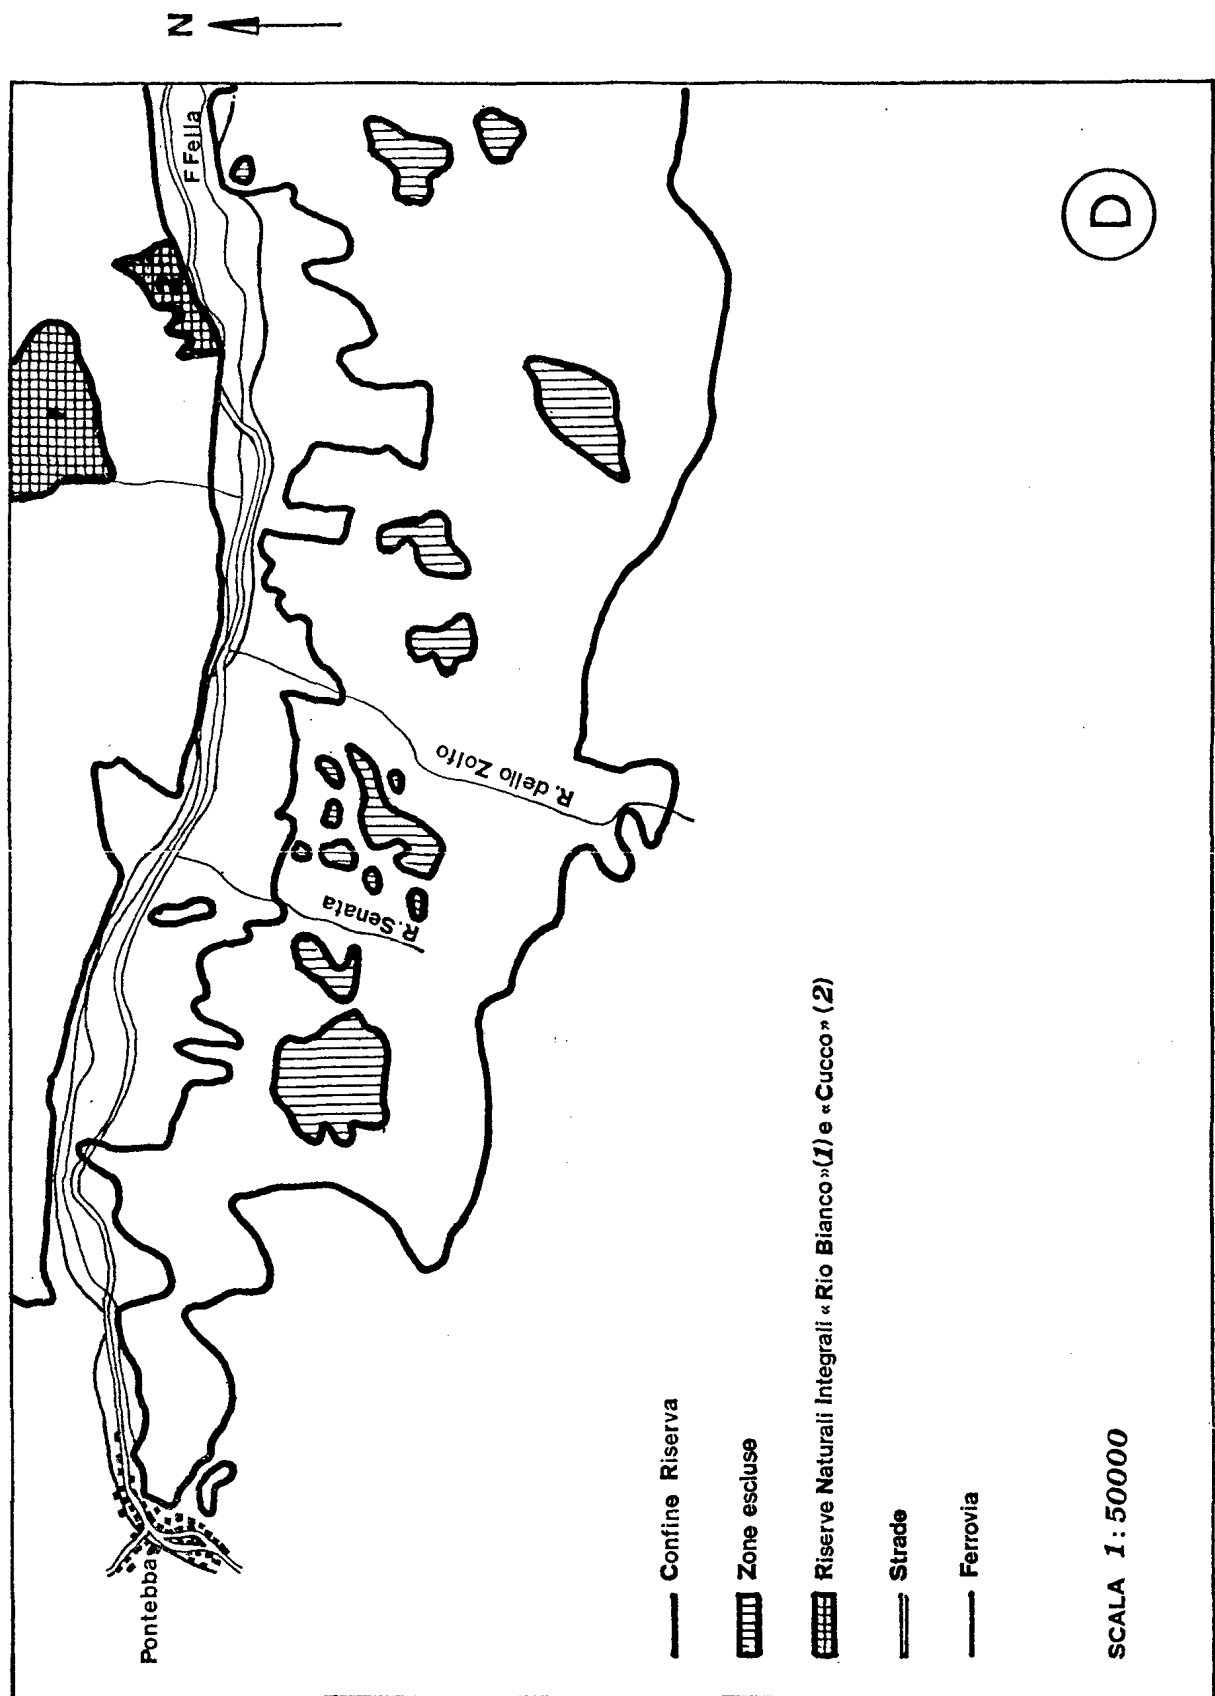 N
F Fella
R. dello Zolfo
R. Senata
Pontebba
D
Confine Riserva
Zone escluse
Riserve Naturali Integrali «Rio Bianco»(1) e «Cucco» (2)
Strade
Ferrovia
SCALA 1:50000